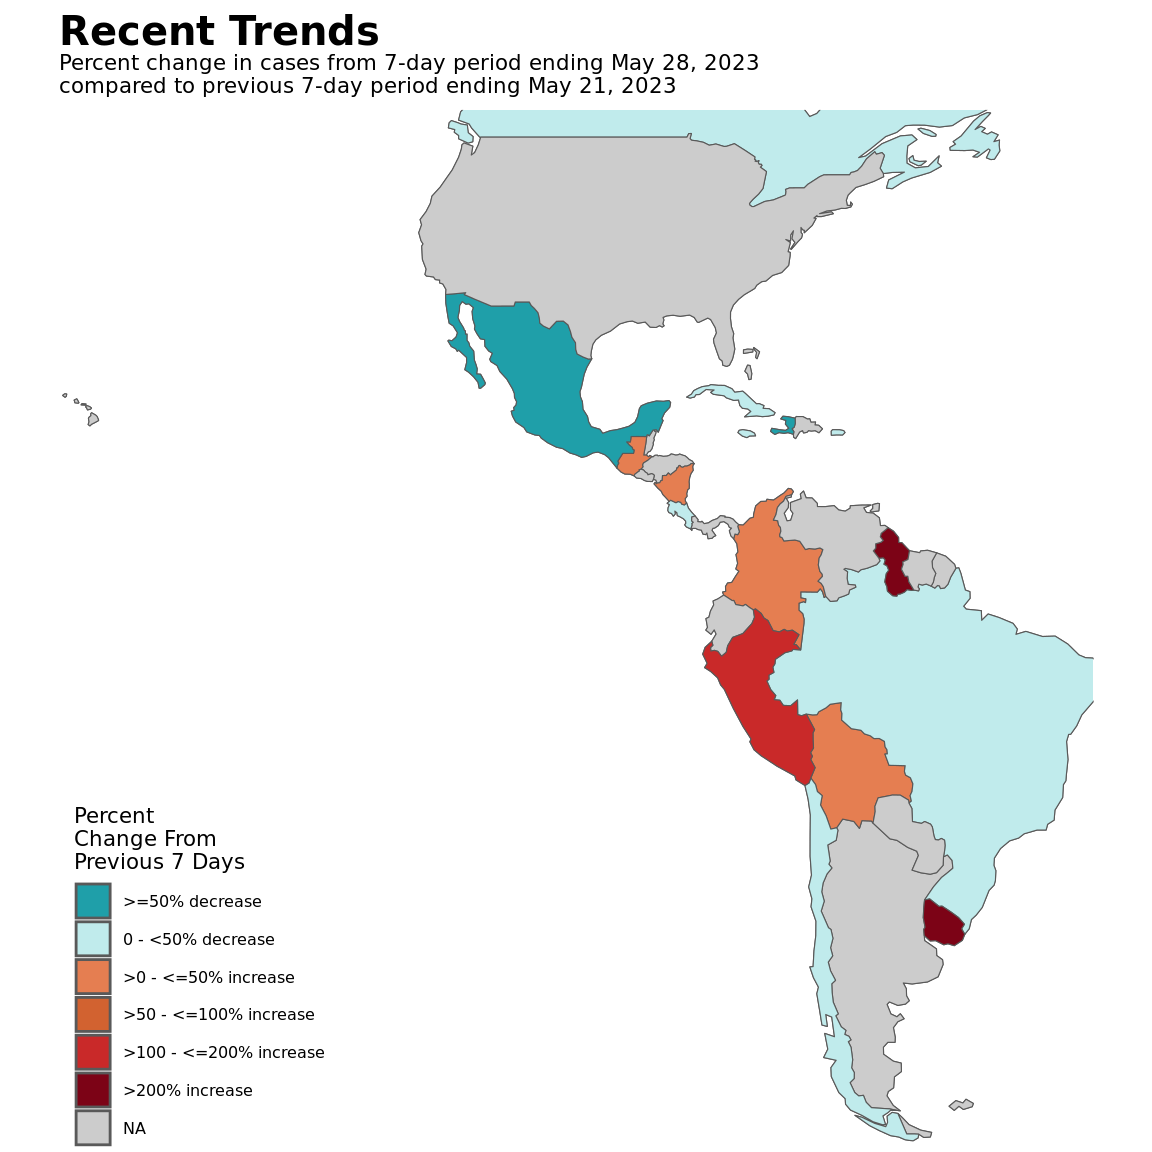 Recent Trends
Percent change in cases from 7-day period ending May 28, 2023
compared to previous 7-day period ending May 21, 2023
Percent
Change From
Previous 7 Days
>=50% decrease
0 - <50% decrease
>0 - <=50% increase
>50 - <=100% increase
>100 - <=200% increase
>200% increase
NA